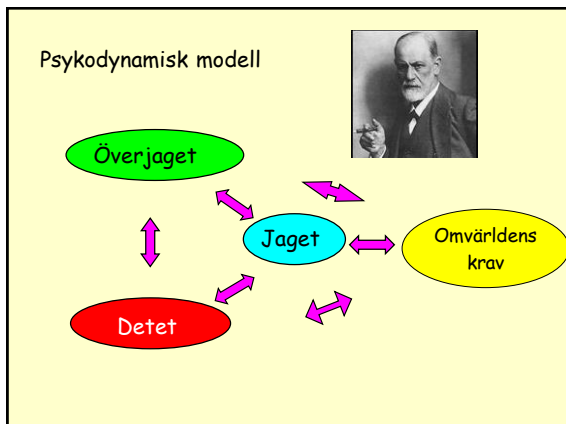 Psykodynamisk modell
Överjaget
Jaget
Omvärldens
krav
Detet